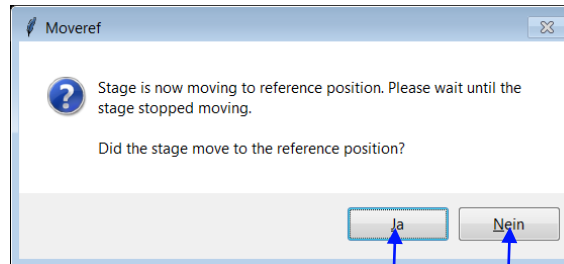 Moveref
Stage is now moving to reference position. Please wait until the
stage stopped moving.
Did the stage move to the reference position?
Ja
Nein